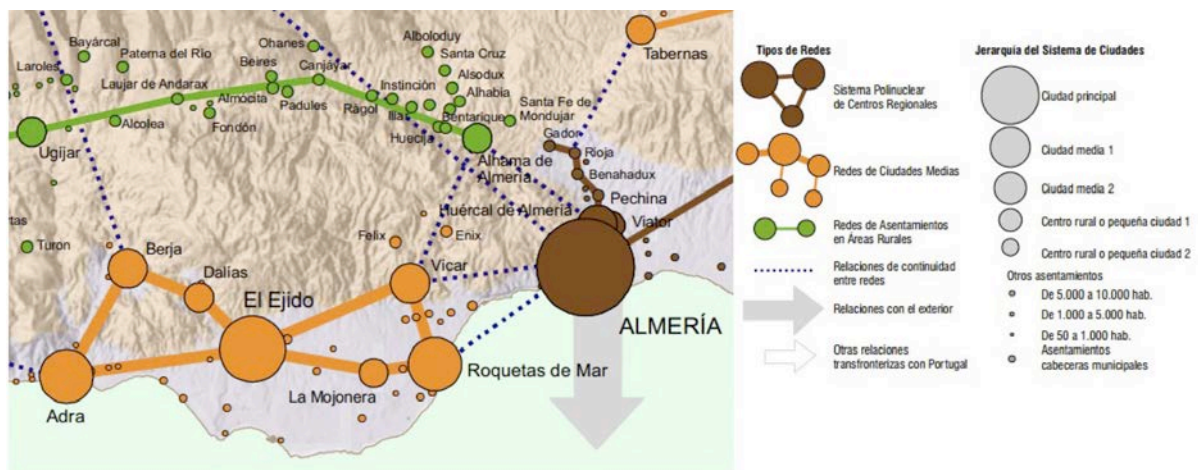 Bayárcal
Laroles
Paterna del Río
Ohanes
Alboloduy
Tabernas
Beires
Canjáyar
Santa Cruz
Laujar de Andarax
Instinción
Alsodux
Almócita
Padules
Rágol
Alhabia
Alcolea
Fondón
Illar
Bentarique
Santa Fe de
Mondujar
Huecija
Ugijar
Gador
Rioja
Alhama de
Almería
Benahadux
Pechina
Huércal de Almería
Viator
Turon
Felix
Enix
Berja
Dalías
Vicar
El Ejido
ALMERÍA
Roquetas de Mar
La Mojonera
Adra
Tipos de Redes
Sistema Polinuclear
de Centros Regionales
Redes de Ciudades Medias
Redes de Asentamientos
en Áreas Rurales
Relaciones de continuidad
entre redes
Relaciones con el exterior
Otras relaciones
transfronterizas con Portugal
Jerarquía del Sistema de Ciudades
Ciudad principal
Ciudad media 1
Ciudad media 2
Centro rural o pequeña ciudad 1
Centro rural o pequeña ciudad 2
Otros asentamientos
De 5.000 a 10.000 hab.
De 1.000 a 5.000 hab.
De 50 a 1.000 hab.
Asentamientos
cabeceras municipales